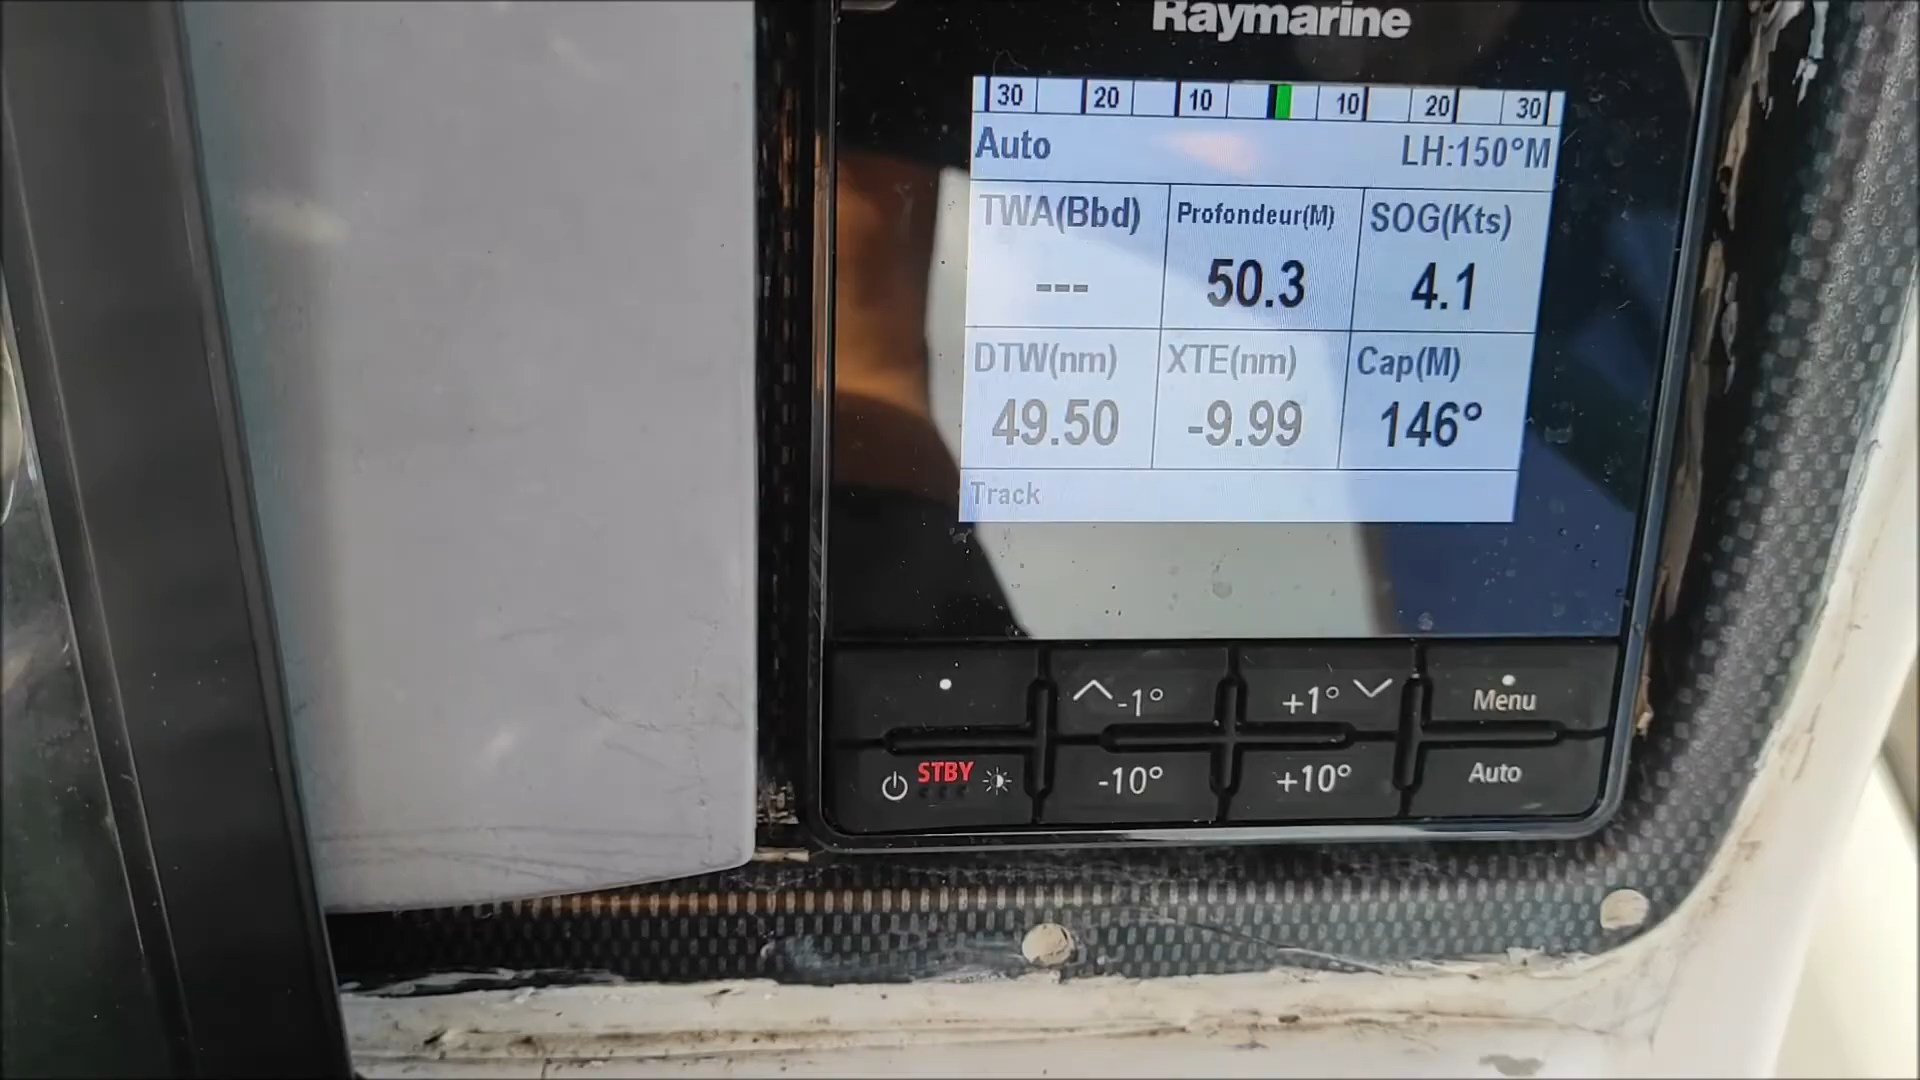 Raymarine
30 20 10 10 20 30
Auto LH:150°M
TWA(Bbd) Profondeur(M) SOG(Kts)
--- 50.3 4.1
DTW(nm) XTE(nm) Cap(M)
49.50 -9.99 146°
Track
-1° +1° Menu
STBY -10° +10° Auto